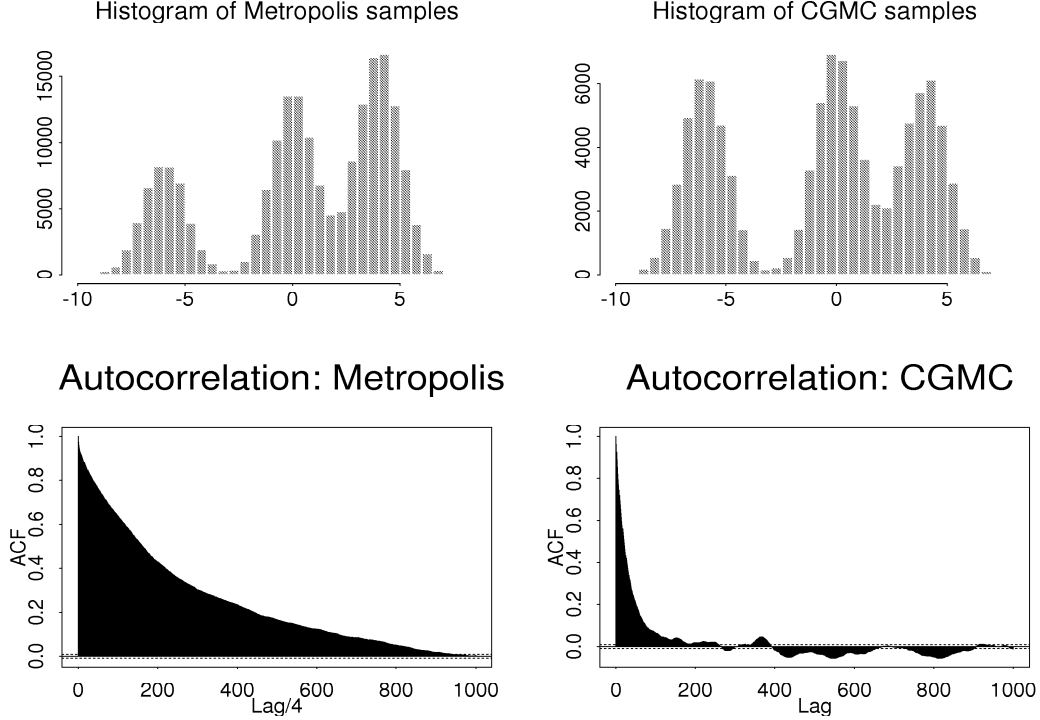 Histogram of Metropolis samples
15000
10000
5000
0
-10 -5 0 5
Histogram of CGMC samples
6000
4000
2000
0
-10 -5 0 5
Autocorrelation: Metropolis
ACF
1.0
0.8
0.6
0.4
0.2
0.0
0 200 400 600 800 1000
Lag/4
Autocorrelation: CGMC
ACF
1.0
0.8
0.6
0.4
0.2
0.0
0 200 400 600 800 1000
Lag